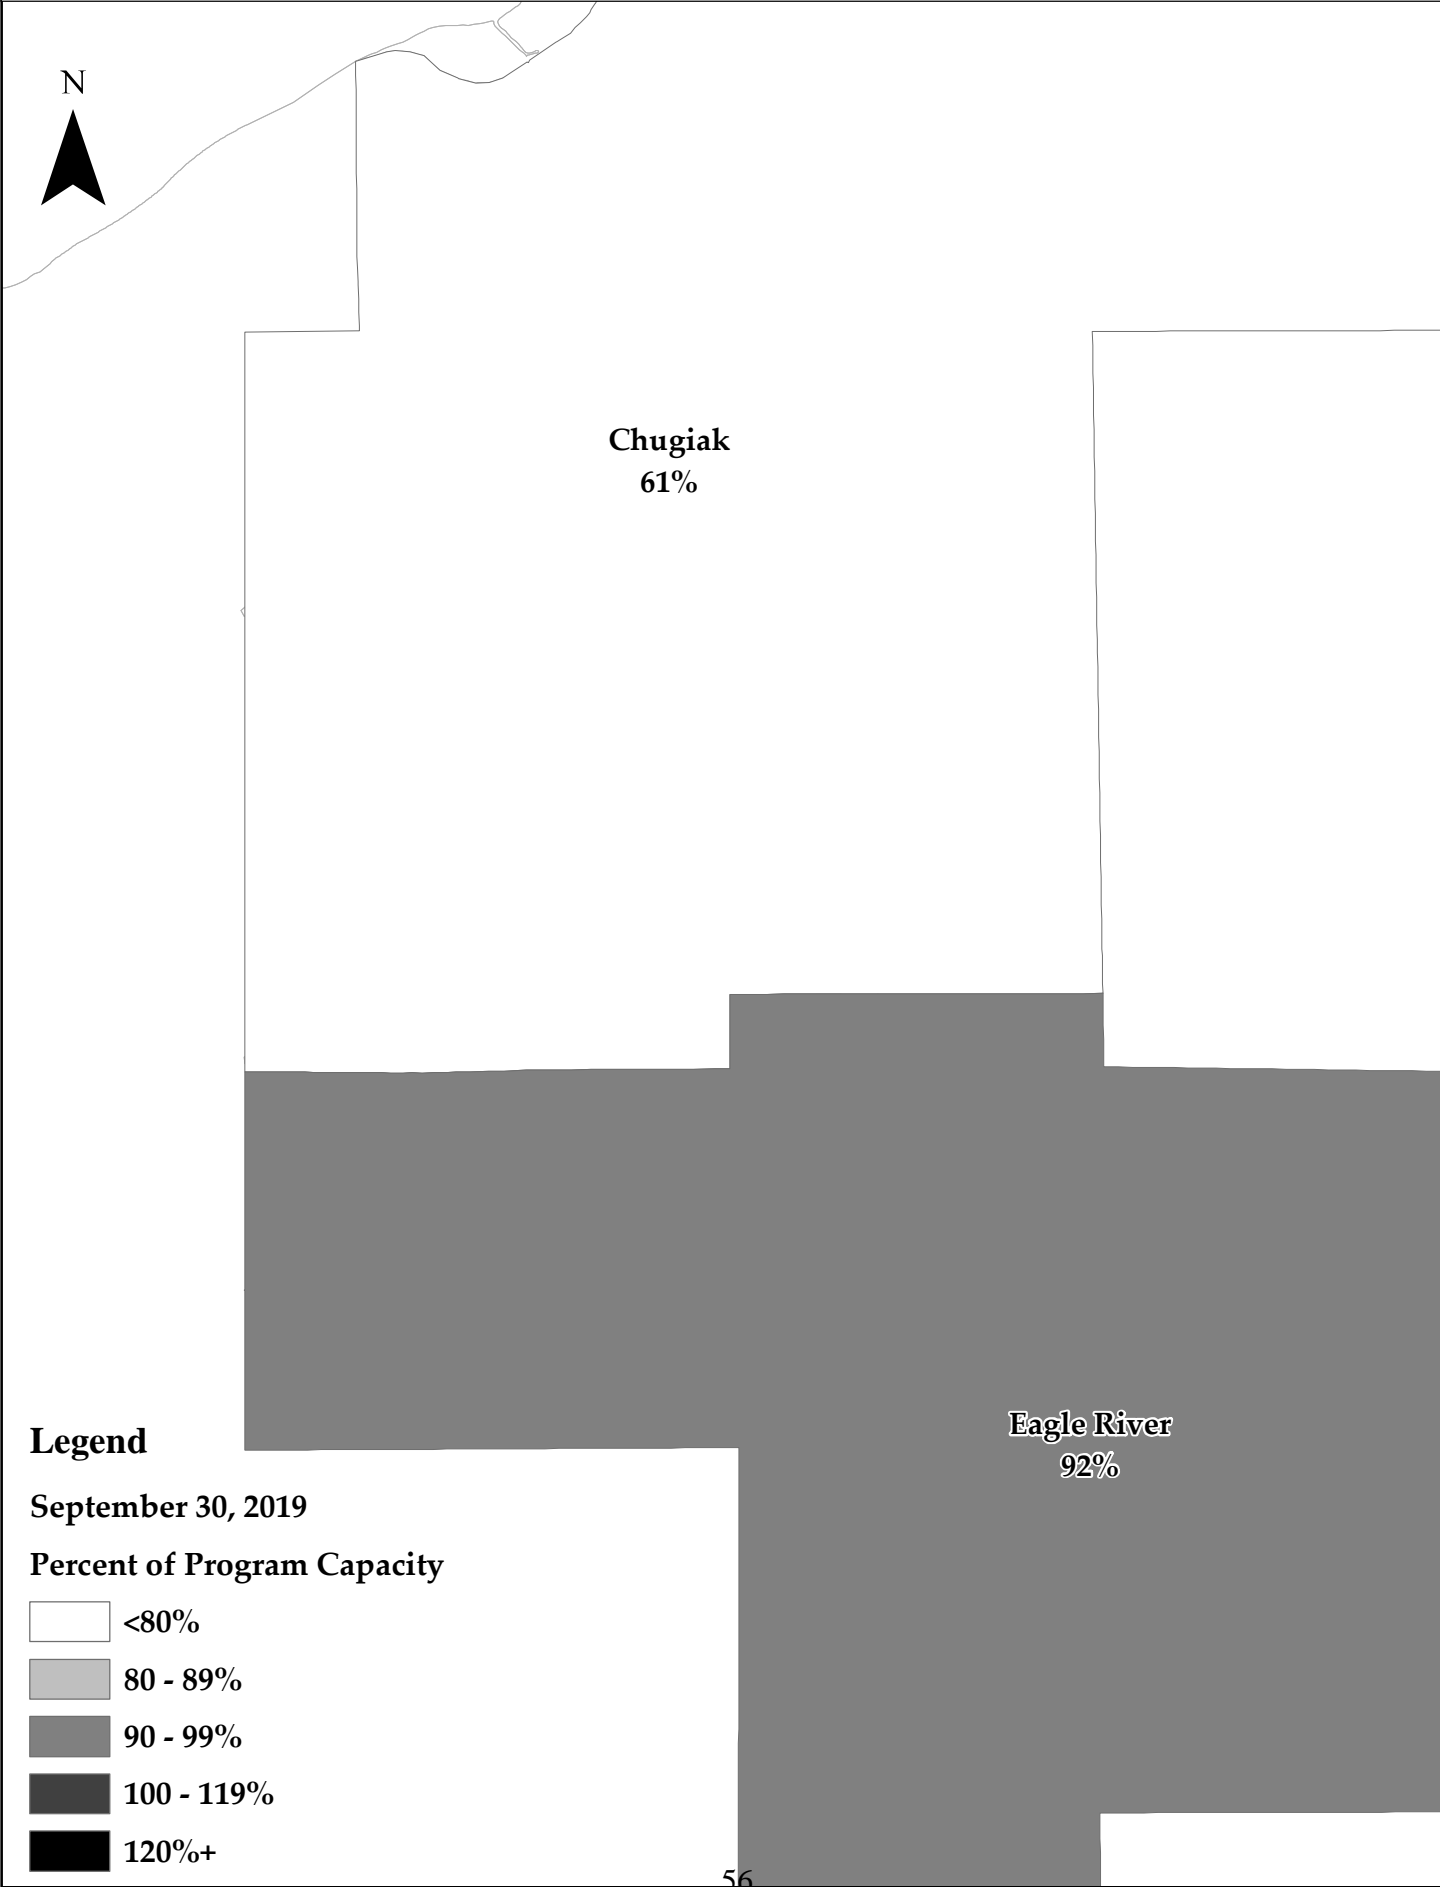 N
Chugiak
61%
Eagle River
92%
Legend
September 30, 2019
Percent of Program Capacity
<80%
80 - 89%
90 - 99%
100 - 119%
120%+
56